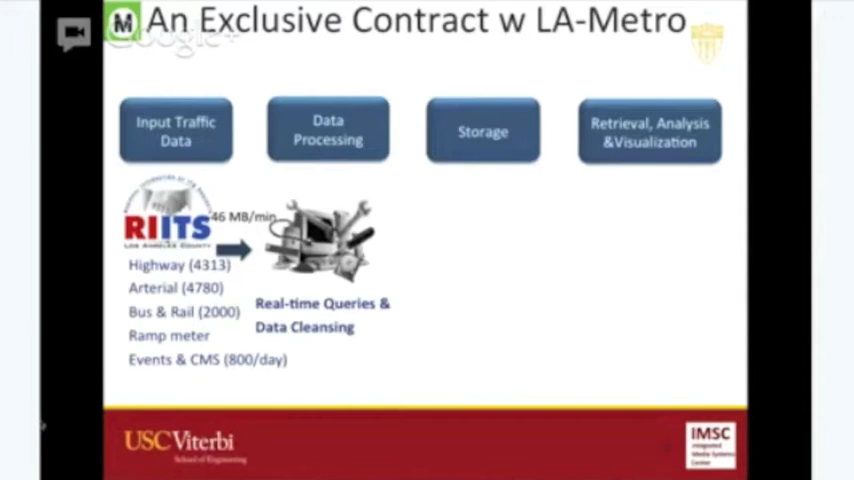 M An Exclusive Contract w LA-Metro
Google+
Input Traffic
Data
Data
Processing
Storage
Retrieval, Analysis
&Visualization
RIITS
LOS ANGELES COUNTY
46 MB/min
Highway (4313)
Arterial (4780)
Bus & Rail (2000)
Ramp meter
Events & CMS (800/day)
Real-time Queries &
Data Cleansing
USC Viterbi
School of Engineering
IMSC
Integrated
Media Systems
Center